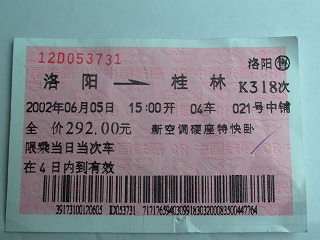 12D053731 洛阳 售
洛阳 → 桂林 K318次
2002年06月05日 15:00开 04车 021号中铺
全价292.00元 新空调硬座特快卧
限乘当日当次车
在4日内到有效
39173100120605 ID053731 7171765940309918303200083500447764